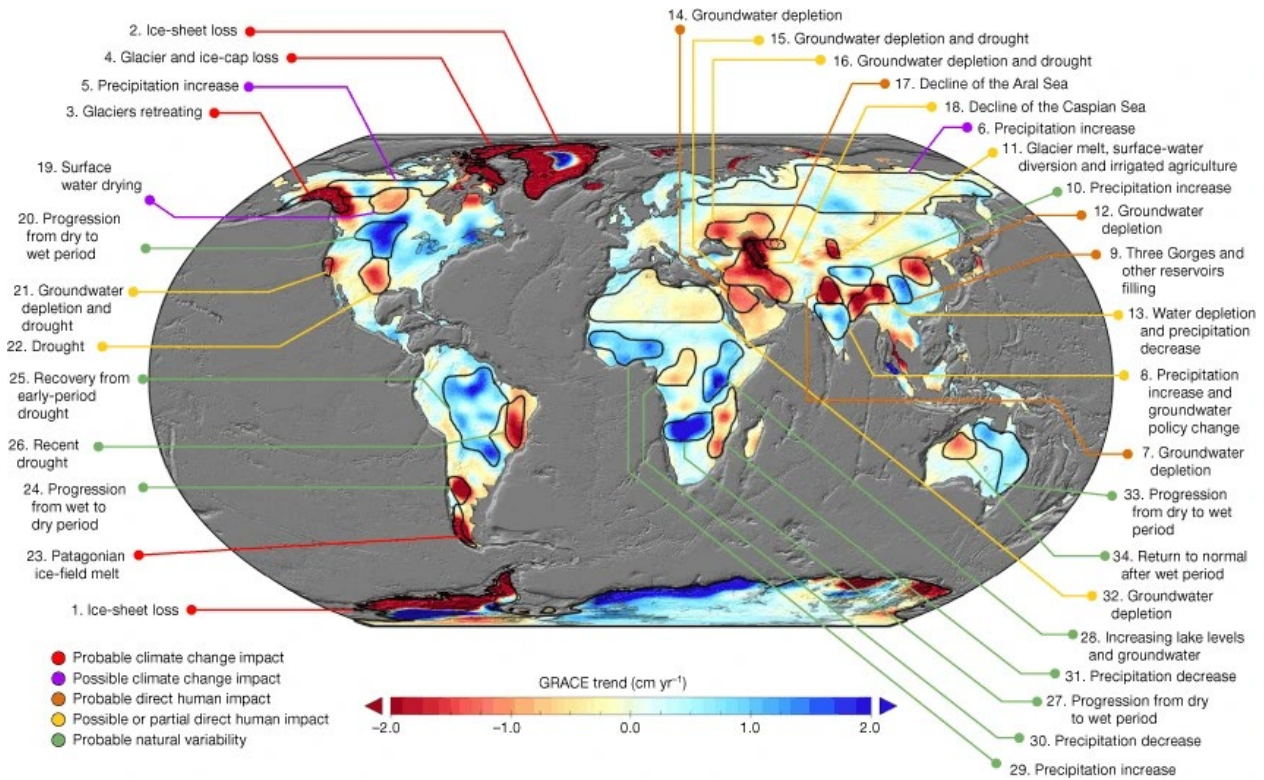 2. Ice-sheet loss
4. Glacier and ice-cap loss
5. Precipitation increase
3. Glaciers retreating
19. Surface
water drying
20. Progression
from dry to
wet period
21. Groundwater
depletion and
drought
22. Drought
25. Recovery from
early-period
drought
26. Recent
drought
24. Progression
from wet to
dry period
23. Patagonian
ice-field melt
1. Ice-sheet loss
14. Groundwater depletion
15. Groundwater depletion and drought
16. Groundwater depletion and drought
17. Decline of the Aral Sea
18. Decline of the Caspian Sea
6. Precipitation increase
11. Glacier melt, surface-water
diversion and irrigated agriculture
10. Precipitation increase
12. Groundwater
depletion
9. Three Gorges and
other reservoirs
filling
13. Water depletion
and precipitation
decrease
8. Precipitation
increase and
groundwater
policy change
7. Groundwater
depletion
33. Progression
from dry to wet
period
34. Return to normal
after wet period
32. Groundwater
depletion
28. Increasing lake levels
and groundwater
31. Precipitation decrease
27. Progression from dry
to wet period
30. Precipitation decrease
29. Precipitation increase
Probable climate change impact
Possible climate change impact
Probable direct human impact
Possible or partial direct human impact
Probable natural variability
GRACE trend (cm yr⁻¹)
−2.0 −1.0 0.0 1.0 2.0